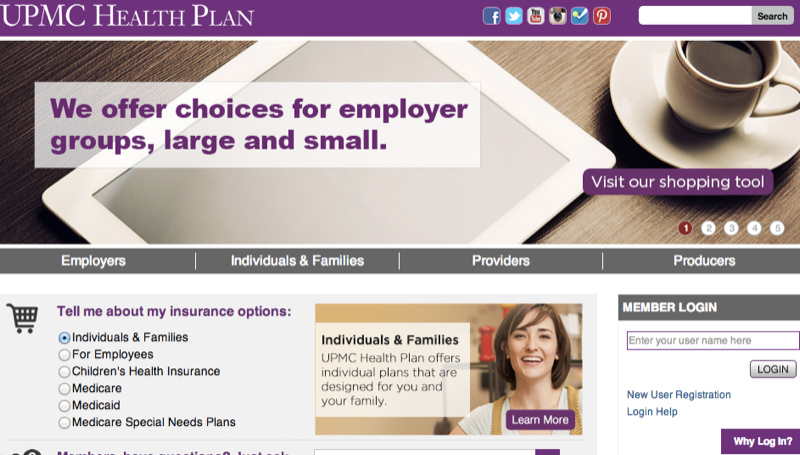 UPMC HEALTH PLAN
You Tube
Search
We offer choices for employer
groups, large and small.
Visit our shopping tool
1 2 3 4 5
Employers
Individuals & Families
Providers
Producers
Tell me about my insurance options:
Individuals & Families
For Employees
Children's Health Insurance
Medicare
Medicaid
Medicare Special Needs Plans
Individuals & Families
UPMC Health Plan offers
individual plans that are
designed for you and
your family.
Learn More
MEMBER LOGIN
Enter your user name here
LOGIN
New User Registration
Login Help
Why Log In?